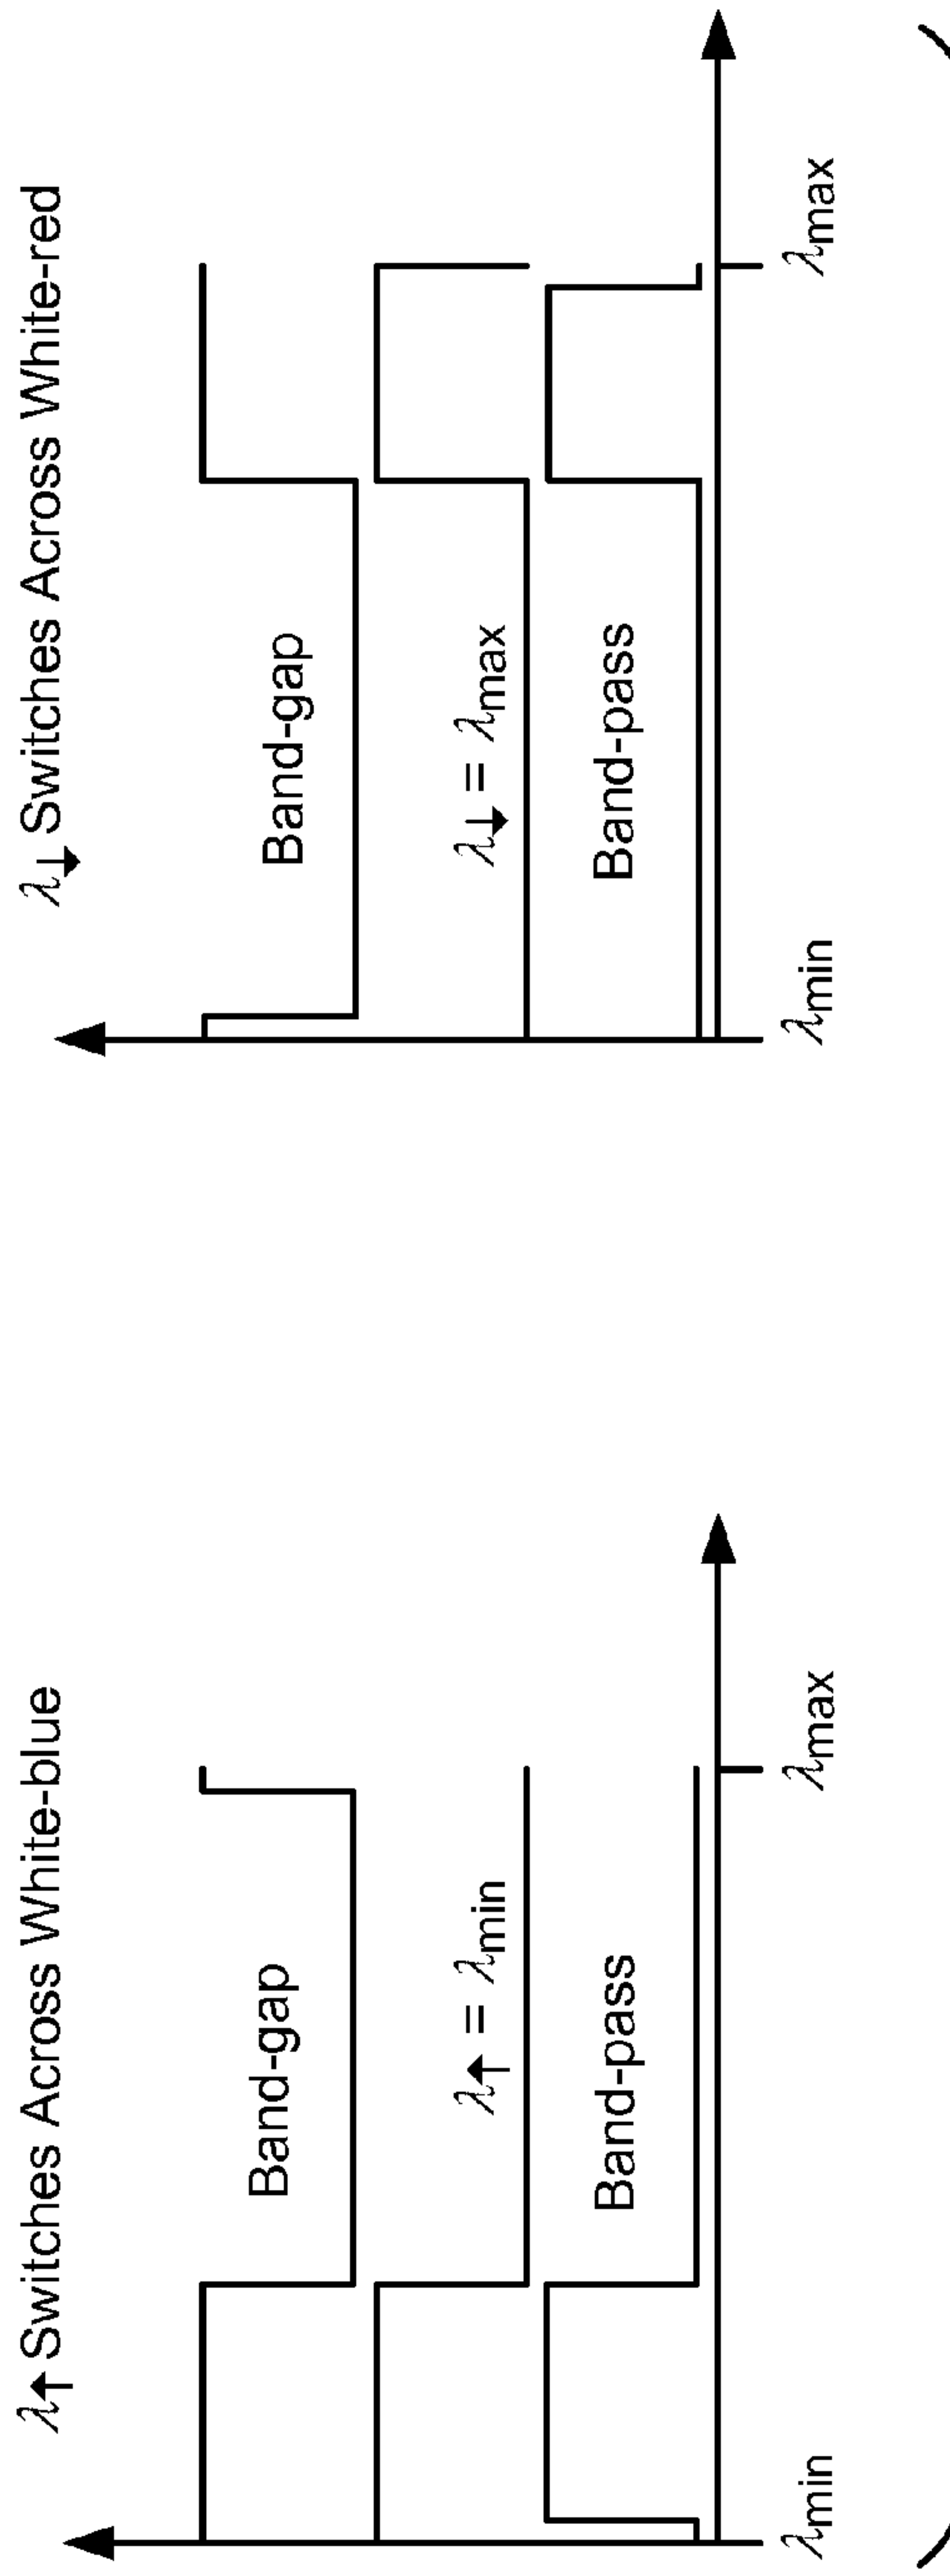 λ↑ Switches Across White-blue
Band-gap
λ↑ = λmin
Band-pass
λmin
λmax
λ↓ Switches Across White-red
Band-gap
λ↓ = λmax
Band-pass
λmin
λmax